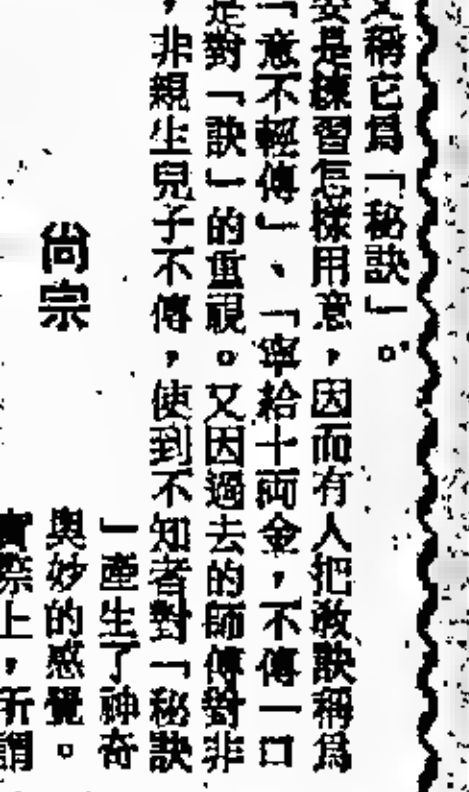 又稱它爲「秘訣」。
要是練習怎樣用意，因而有人把敎訣稱爲
「意不輕傳」、「寧給十両金，不傳一口
是對「訣」的重視。又因過去的師傅對非
，非親生兒子不傳，使到不知者對「秘訣
」產生了神奇
奧妙的感覺。
實際上，所謂
尚宗